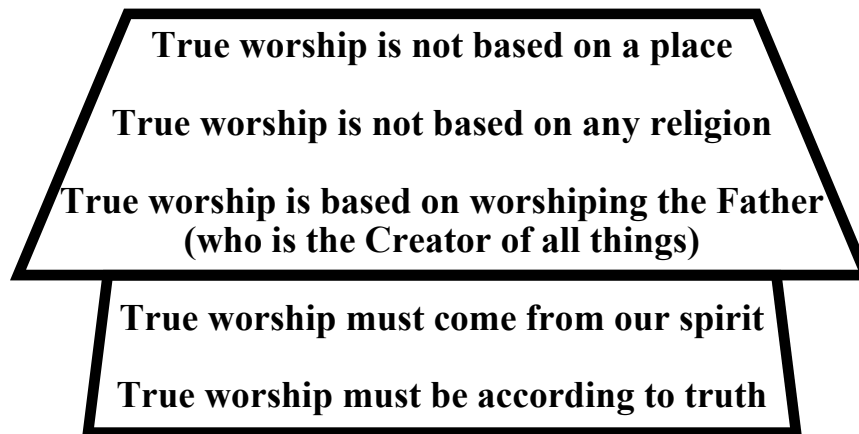 True worship is not based on a place
True worship is not based on any religion
True worship is based on worshiping the Father
(who is the Creator of all things)
True worship must come from our spirit
True worship must be according to truth